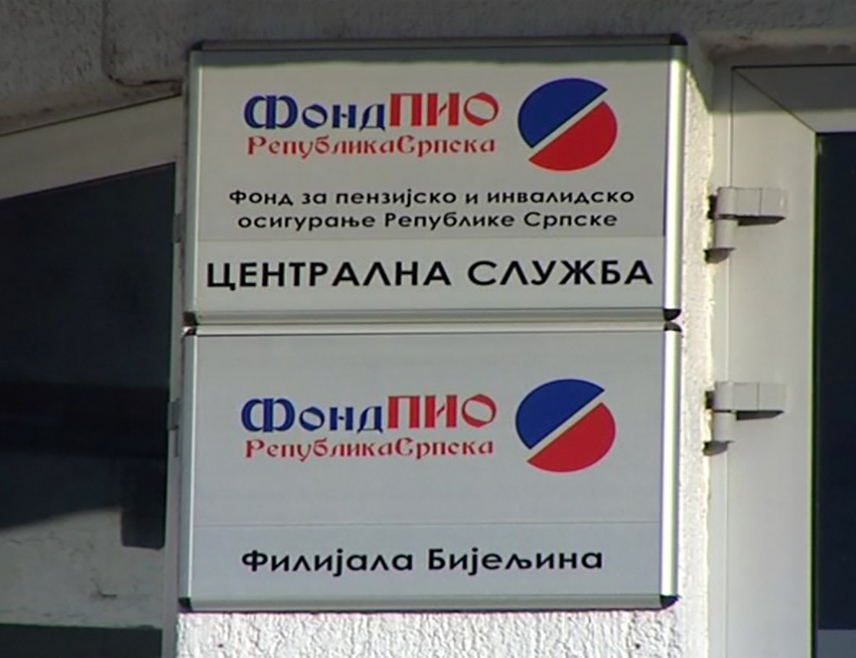 ФондПИО
РепубликаСрпска
Фонд за пензијско и инвалидско
осигурање Републике Српске
ЦЕНТРАЛНА СЛУЖБА
ФондПИО
РепубликаСрпска
Филијала Бијељина